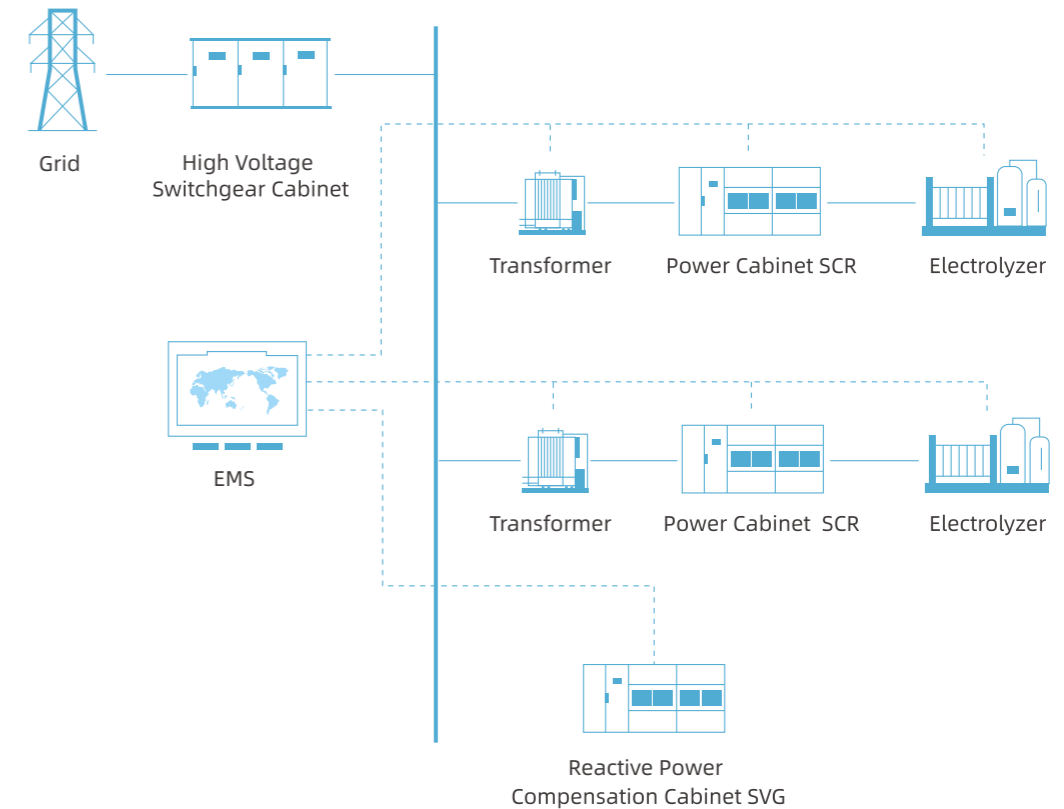 Grid
High Voltage
Switchgear Cabinet
Transformer
Power Cabinet SCR
Electrolyzer
EMS
Transformer
Power Cabinet  SCR
Electrolyzer
Reactive Power
Compensation Cabinet SVG